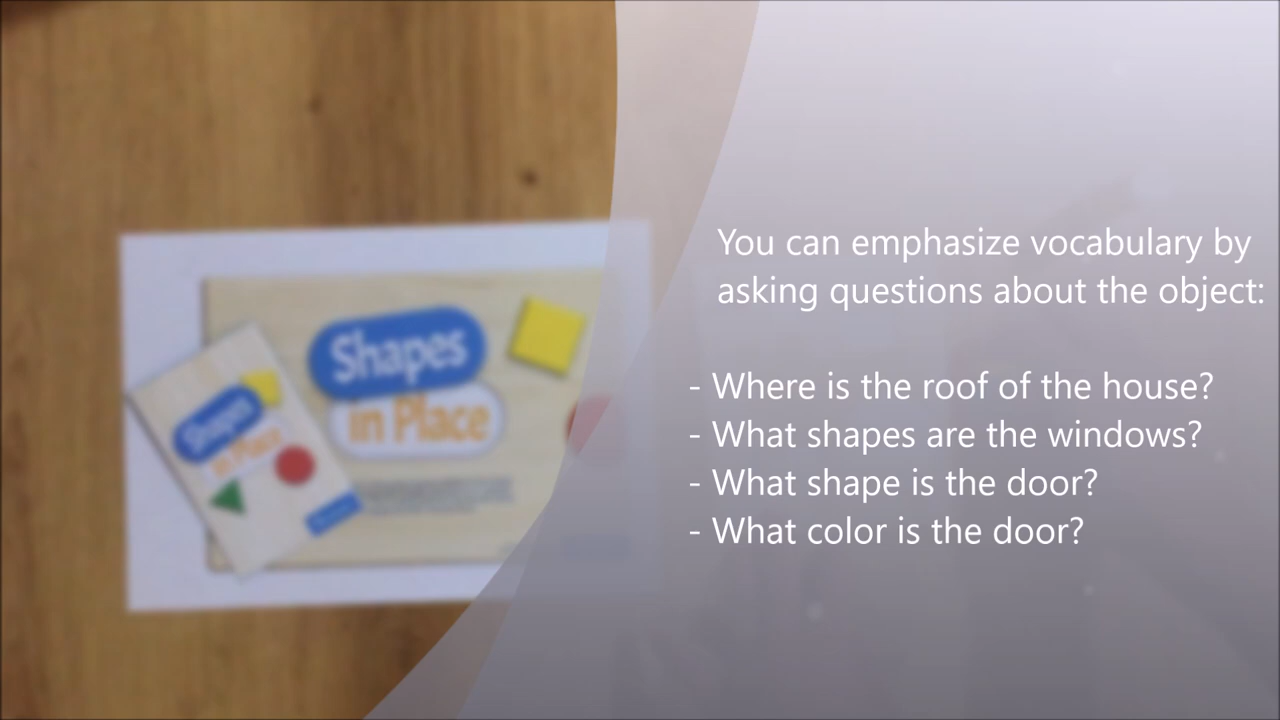 Shapes
in Place
Shapes
in Place
You can emphasize vocabulary by
asking questions about the object:
- Where is the roof of the house?
- What shapes are the windows?
- What shape is the door?
- What color is the door?